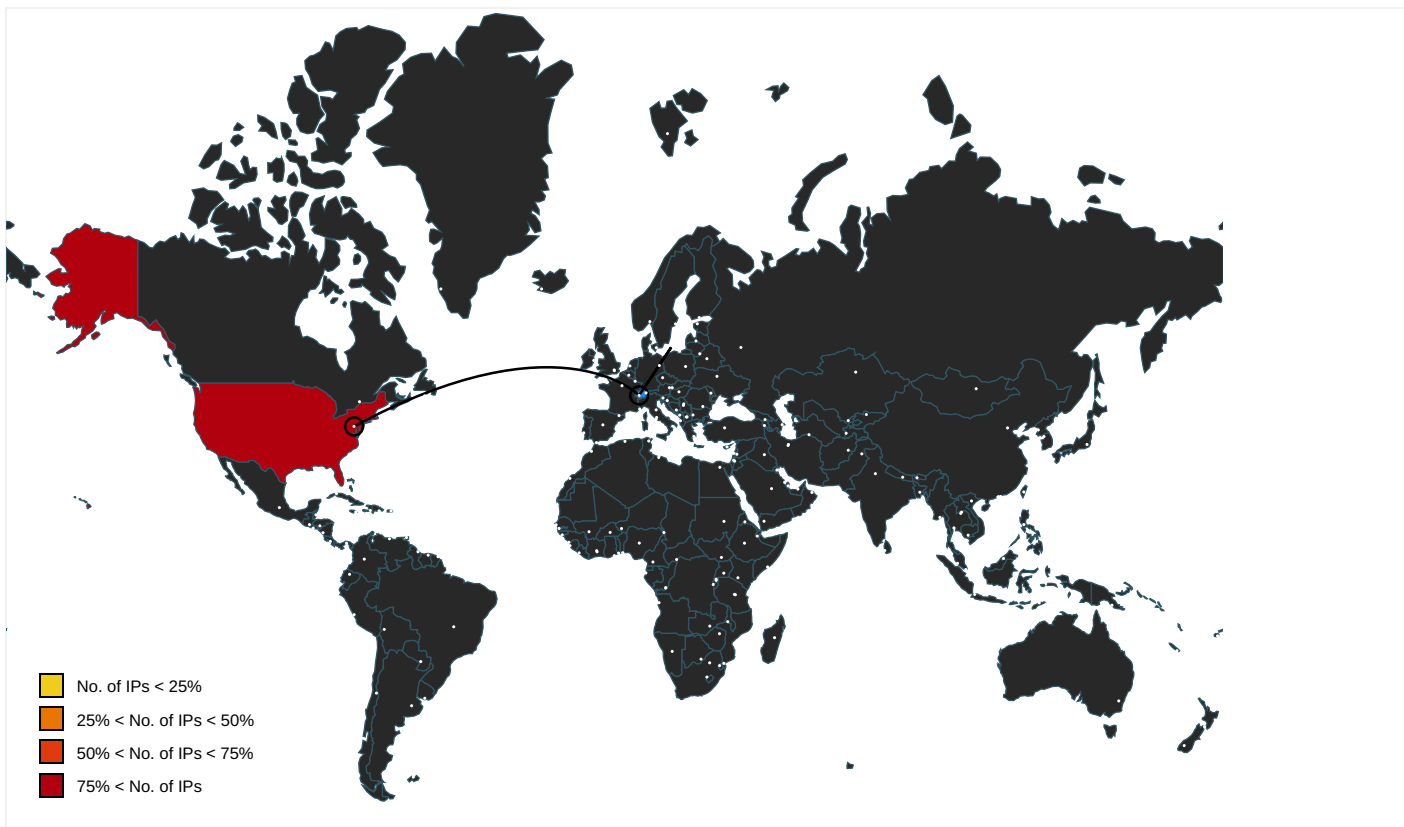 No. of IPs < 25%
25% < No. of IPs < 50%
50% < No. of IPs < 75%
75% < No. of IPs